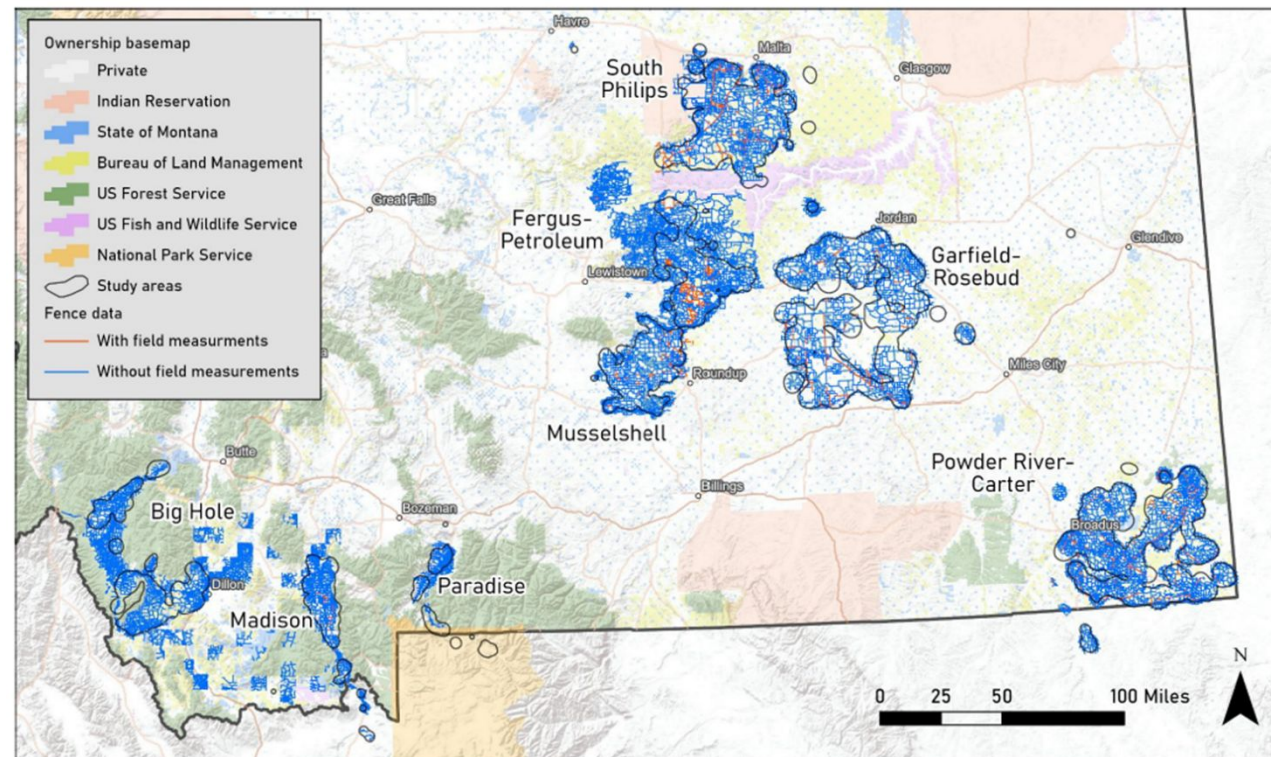 Ownership basemap
Private
Indian Reservation
State of Montana
Bureau of Land Management
US Forest Service
US Fish and Wildlife Service
National Park Service
Study areas
Fence data
With field measurments
Without field measurements
Havre
Malta
Glasgow
South
Philips
Great Falls
Fergus-
Petroleum
Lewistown
Jordan
Glendive
Garfield-
Rosebud
Miles City
Roundup
Musselshell
Butte
Billings
Powder River-
Carter
Big Hole
Bozeman
Broadus
Dillon
Paradise
Madison
N
0 25 50 100 Miles